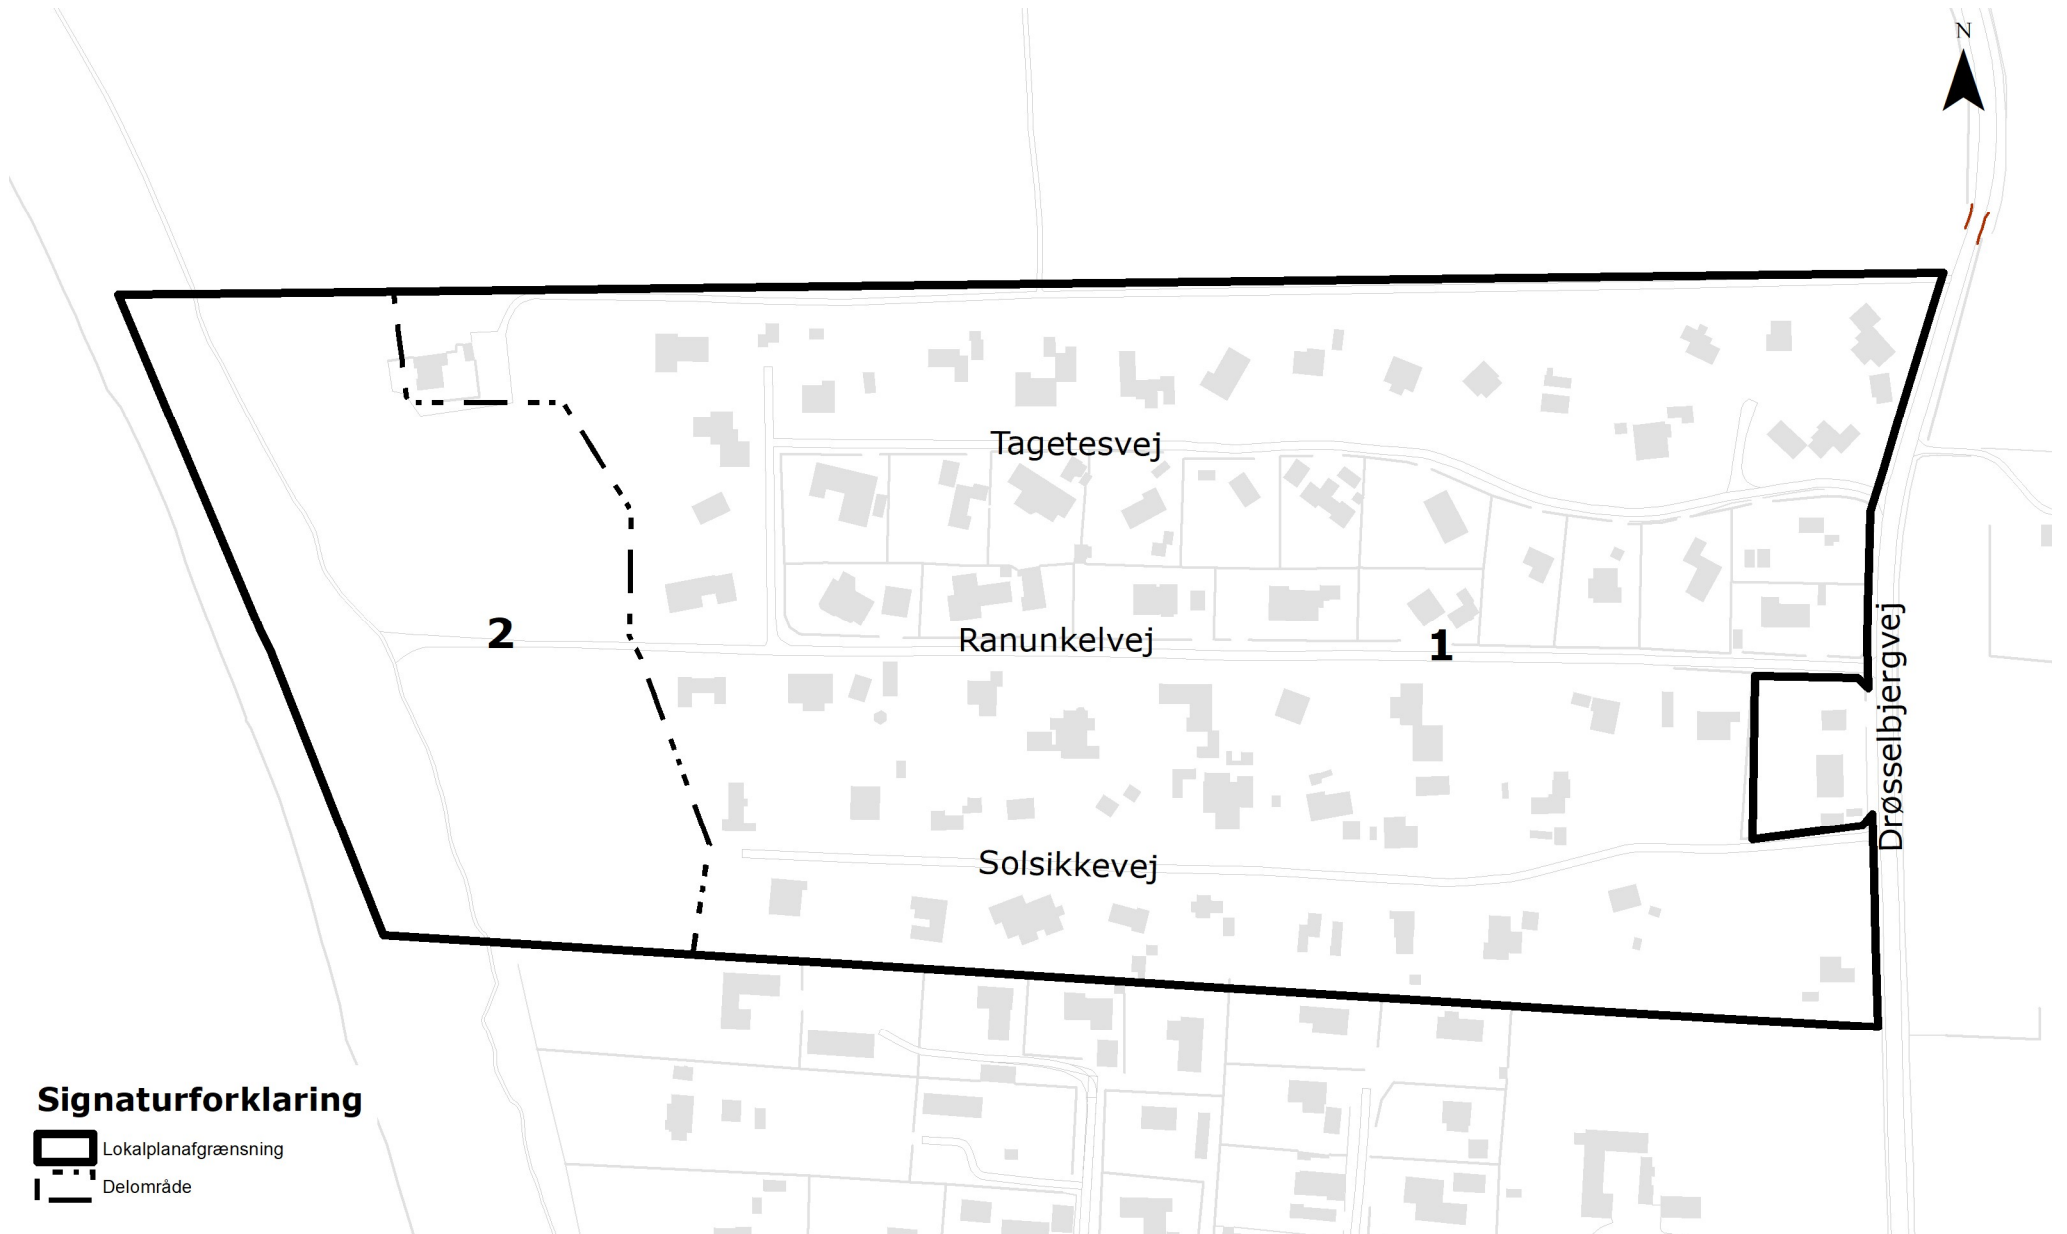 N
Tagetesvej
2
Ranunkelvej
1
Drøsselbjergvej
Solsikkevej
Signaturforklaring
Lokalplanafgrænsning
Delområde